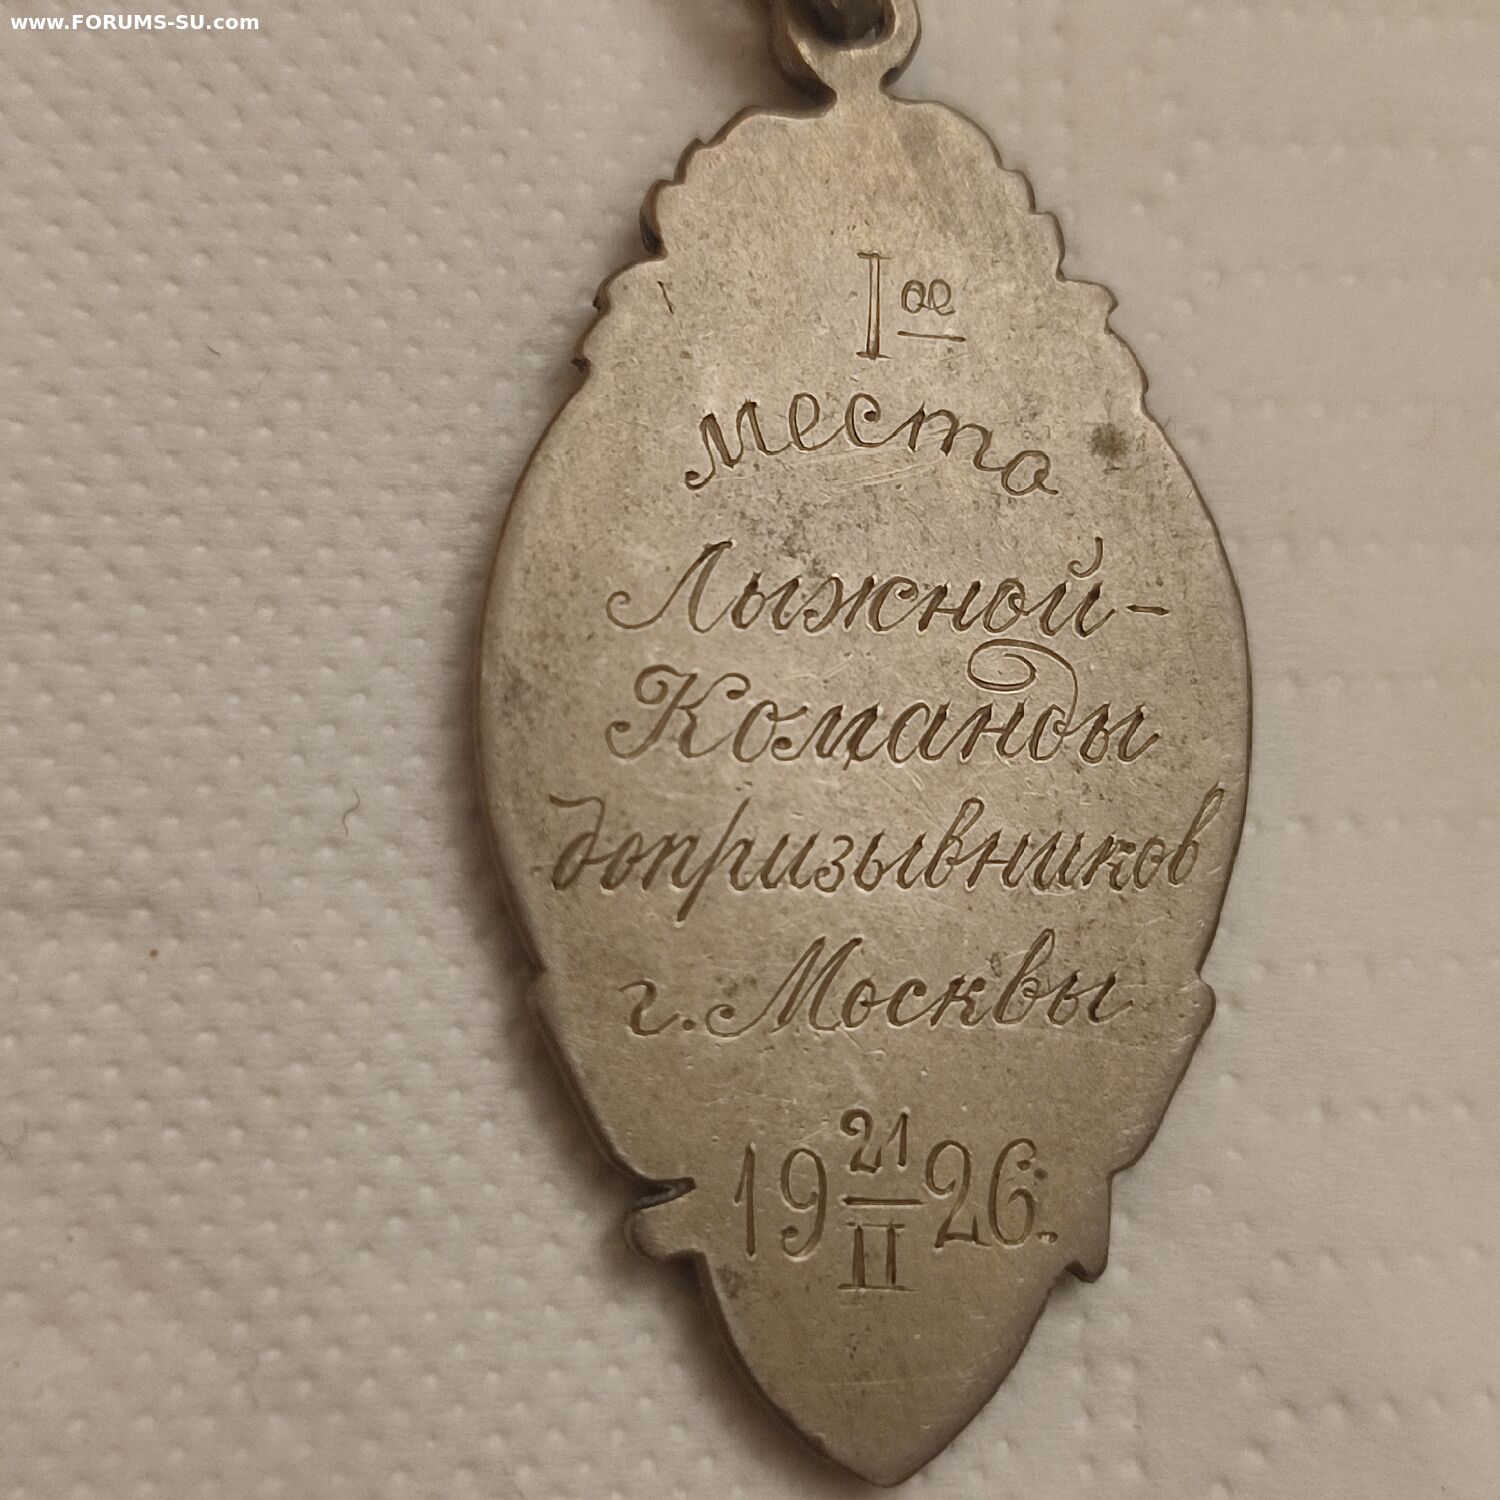 www.FORUMS-SU.com
I ое
место
Лыжной-
Команды
допризывников
г. Москвы
19 21/II 26.